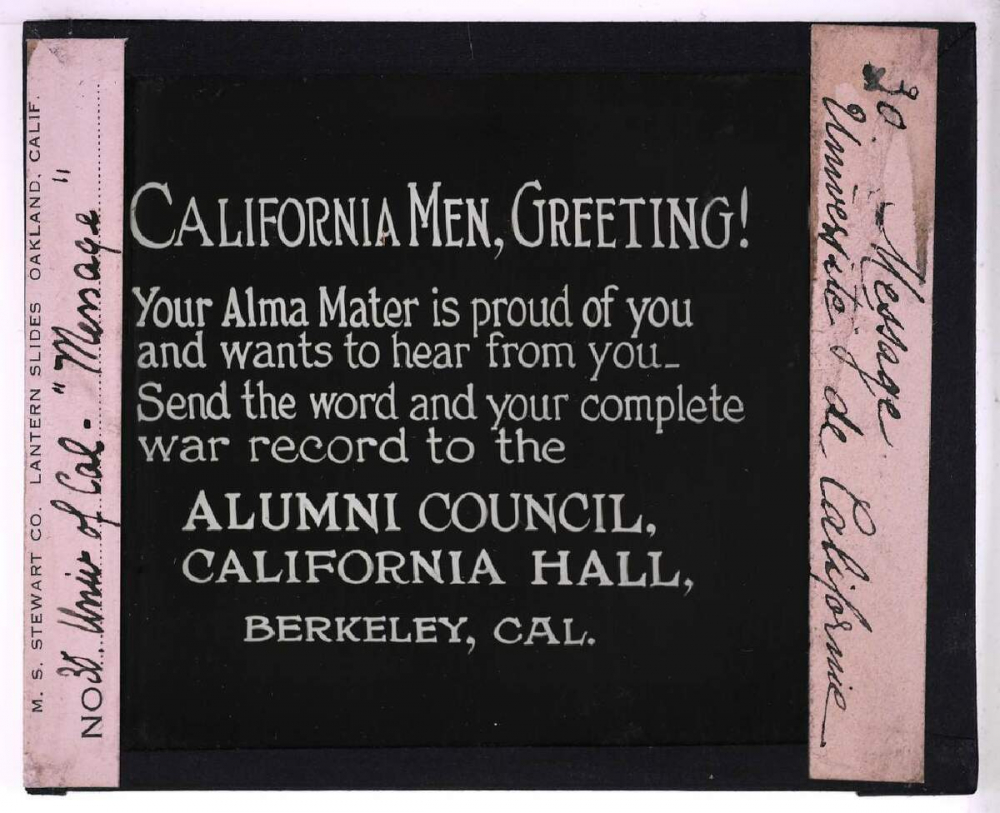 M. S. STEWART CO. LANTERN SLIDES OAKLAND, CALIF.
NO 30. Univ of Cal. - "Message"
CALIFORNIA MEN, GREETING!
Your Alma Mater is proud of you
and wants to hear from you_
Send the word and your complete
war record to the
ALUMNI COUNCIL,
CALIFORNIA HALL,
BERKELEY, CAL.
30 - Message
Université de Californie